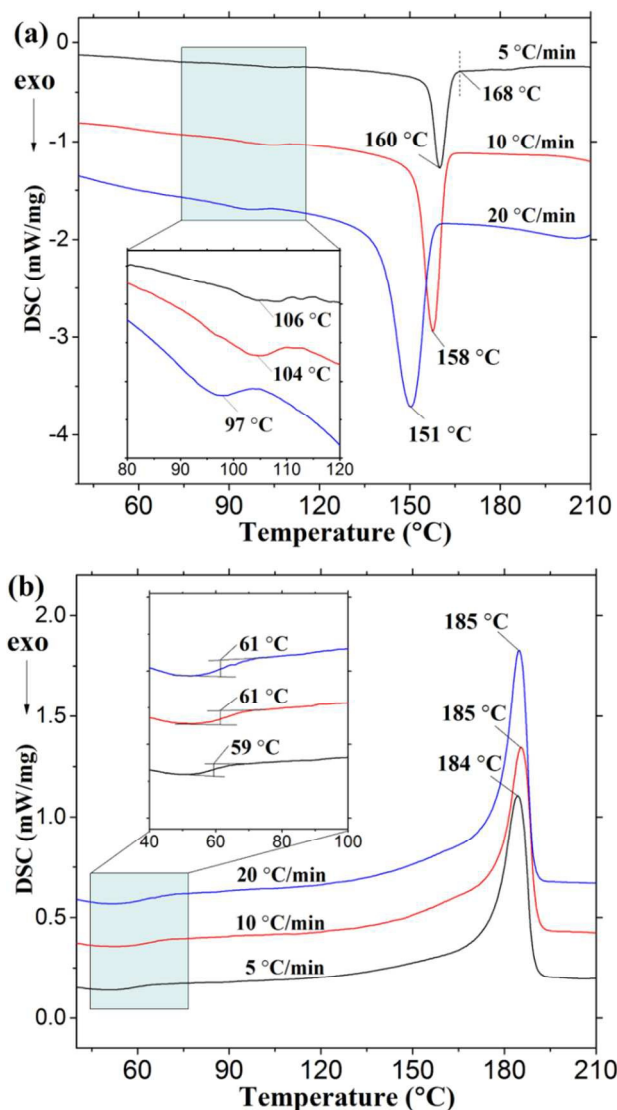 (a)
0
-1
-2
-3
-4
exo
DSC (mW/mg)
5 °C/min
168 °C
160 °C
10 °C/min
20 °C/min
106 °C
104 °C
97 °C
80 90 100 110 120
158 °C
151 °C
60 90 120 150 180 210
Temperature (°C)
(b)
2.0
1.5
1.0
0.5
0.0
exo
DSC (mW/mg)
61 °C
61 °C
59 °C
40 60 80 100
185 °C
185 °C
184 °C
20 °C/min
10 °C/min
5 °C/min
60 90 120 150 180 210
Temperature (°C)